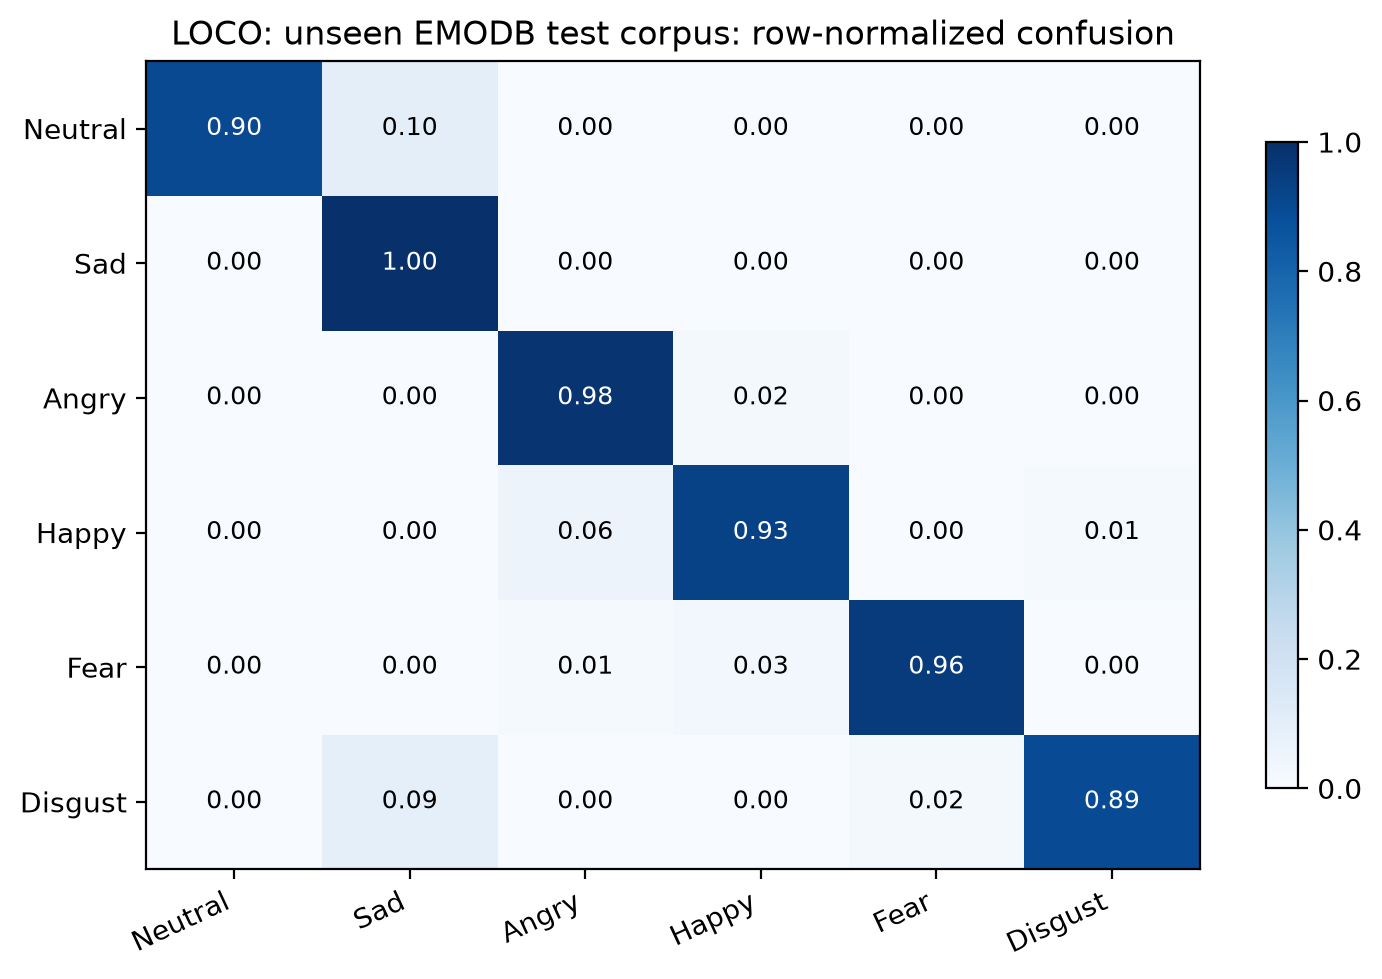 LOCO: unseen EMODB test corpus: row-normalized confusion
Neutral 0.90 0.10 0.00 0.00 0.00 0.00
Sad 0.00 1.00 0.00 0.00 0.00 0.00
Angry 0.00 0.00 0.98 0.02 0.00 0.00
Happy 0.00 0.00 0.06 0.93 0.00 0.01
Fear 0.00 0.00 0.01 0.03 0.96 0.00
Disgust 0.00 0.09 0.00 0.00 0.02 0.89
Neutral Sad Angry Happy Fear Disgust
1.0
0.8
0.6
0.4
0.2
0.0